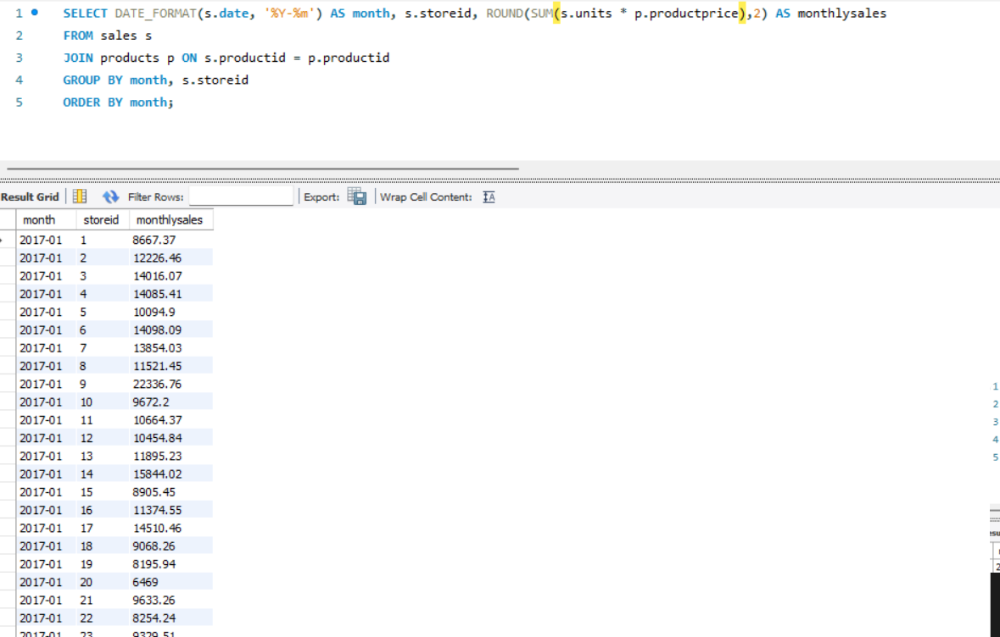 1 SELECT DATE_FORMAT(s.date, '%Y-%m') AS month, s.storeid, ROUND(SUM(s.units * p.productprice),2) AS monthlysales
2 FROM sales s
3 JOIN products p ON s.productid = p.productid
4 GROUP BY month, s.storeid
5 ORDER BY month;
Result Grid Filter Rows: Export: Wrap Cell Content: IA
month storeid monthlysales
2017-01 1 8667.37
2017-01 2 12226.46
2017-01 3 14016.07
2017-01 4 14085.41
2017-01 5 10094.9
2017-01 6 14098.09
2017-01 7 13854.03
2017-01 8 11521.45
2017-01 9 22336.76
2017-01 10 9672.2
2017-01 11 10664.37
2017-01 12 10454.84
2017-01 13 11895.23
2017-01 14 15844.02
2017-01 15 8905.45
2017-01 16 11374.55
2017-01 17 14510.46
2017-01 18 9068.26
2017-01 19 8195.94
2017-01 20 6469
2017-01 21 9633.26
2017-01 22 8254.24
2017-01 23 9329.51
1
2
3
4
5